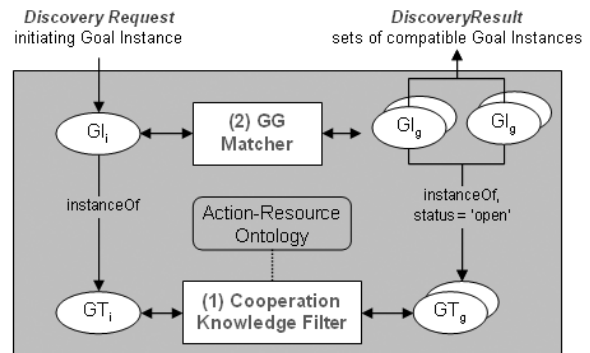 Discovery Request
initiating Goal Instance
DiscoveryResult
sets of compatible Goal Instances
GIi
(2) GG
Matcher
GIg
GIg
instanceOf
Action-Resource
Ontology
instanceOf,
status = 'open'
GTi
(1) Cooperation
Knowledge Filter
GTg